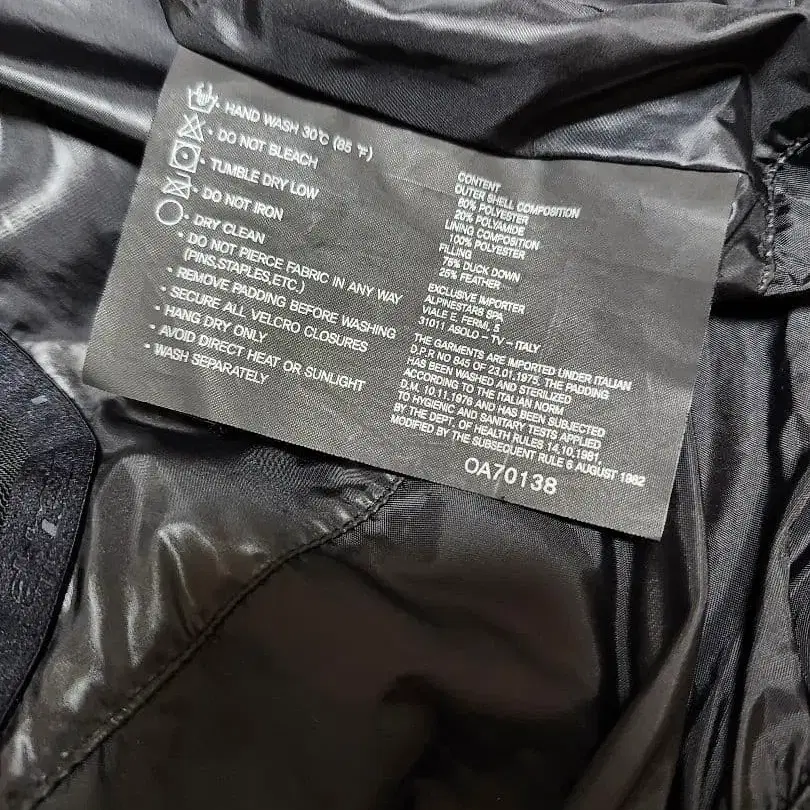 • HAND WASH 30℃ (85 ℉)
• DO NOT BLEACH
• TUMBLE DRY LOW
• DO NOT IRON
• DRY CLEAN
• DO NOT PIERCE FABRIC IN ANY WAY
(PINS,STAPLES,ETC.)
• REMOVE PADDING BEFORE WASHING
• SECURE ALL VELCRO CLOSURES
• HANG DRY ONLY
• AVOID DIRECT HEAT OR SUNLIGHT
• WASH SEPARATELY
CONTENT
OUTER SHELL COMPOSITION
80% POLYESTER
20% POLYAMIDE
LINING COMPOSITION
100% POLYESTER
FILLING
75% DUCK DOWN
25% FEATHER
EXCLUSIVE IMPORTER
ALPINESTARS SPA
VIALE E. FERMI, 5
31011 ASOLO - TV - ITALY
THE GARMENTS ARE IMPORTED UNDER ITALIAN
D.P.R NO 845 OF 23.01.1975. THE PADDING
HAS BEEN WASHED AND STERILIZED
ACCORDING TO THE ITALIAN NORM
D.M. 10.11.1976 AND HAS BEEN SUBJECTED
TO HYGIENIC AND SANITARY TESTS APPLIED
BY THE DEPT. OF HEALTH RULES 14.10.1981,
MODIFIED BY THE SUBSEQUENT RULE 6 AUGUST 1982
OA70138